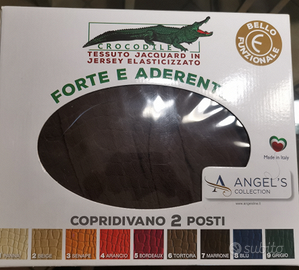 CROCODILE
TESSUTO JACQUARD IN
JERSEY ELASTICIZZATO
BELLO
E
FUNZIONALE
FORTE E ADERENTE
Made in Italy
A ANGEL'S
COLLECTION
COPRIDIVANO 2 POSTI
2 BEIGE
3 SENAPE
4 ARANCIO
5 BORDEAUX
6 TORTORA
7 MARRONE
8 BLU
9 GRIGIO
subito